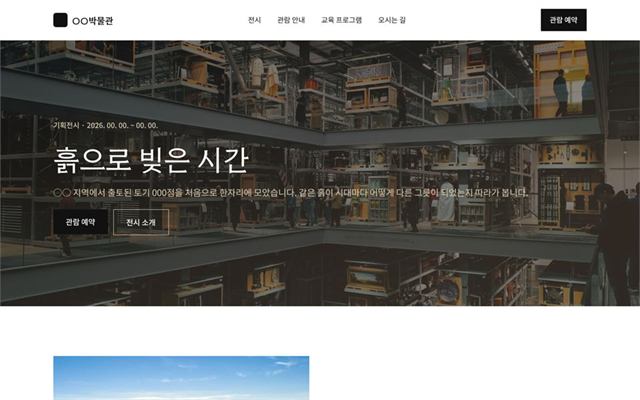 ○○박물관
전시
관람 안내
교육 프로그램
오시는 길
관람 예약
기획전시 · 2026. 00. 00. – 00. 00.
흙으로 빚은 시간
○○ 지역에서 출토된 토기 000점을 처음으로 한자리에 모았습니다. 같은 흙이 시대마다 어떻게 다른 그릇이 되었는지 따라가 봅니다.
관람 예약
전시 소개